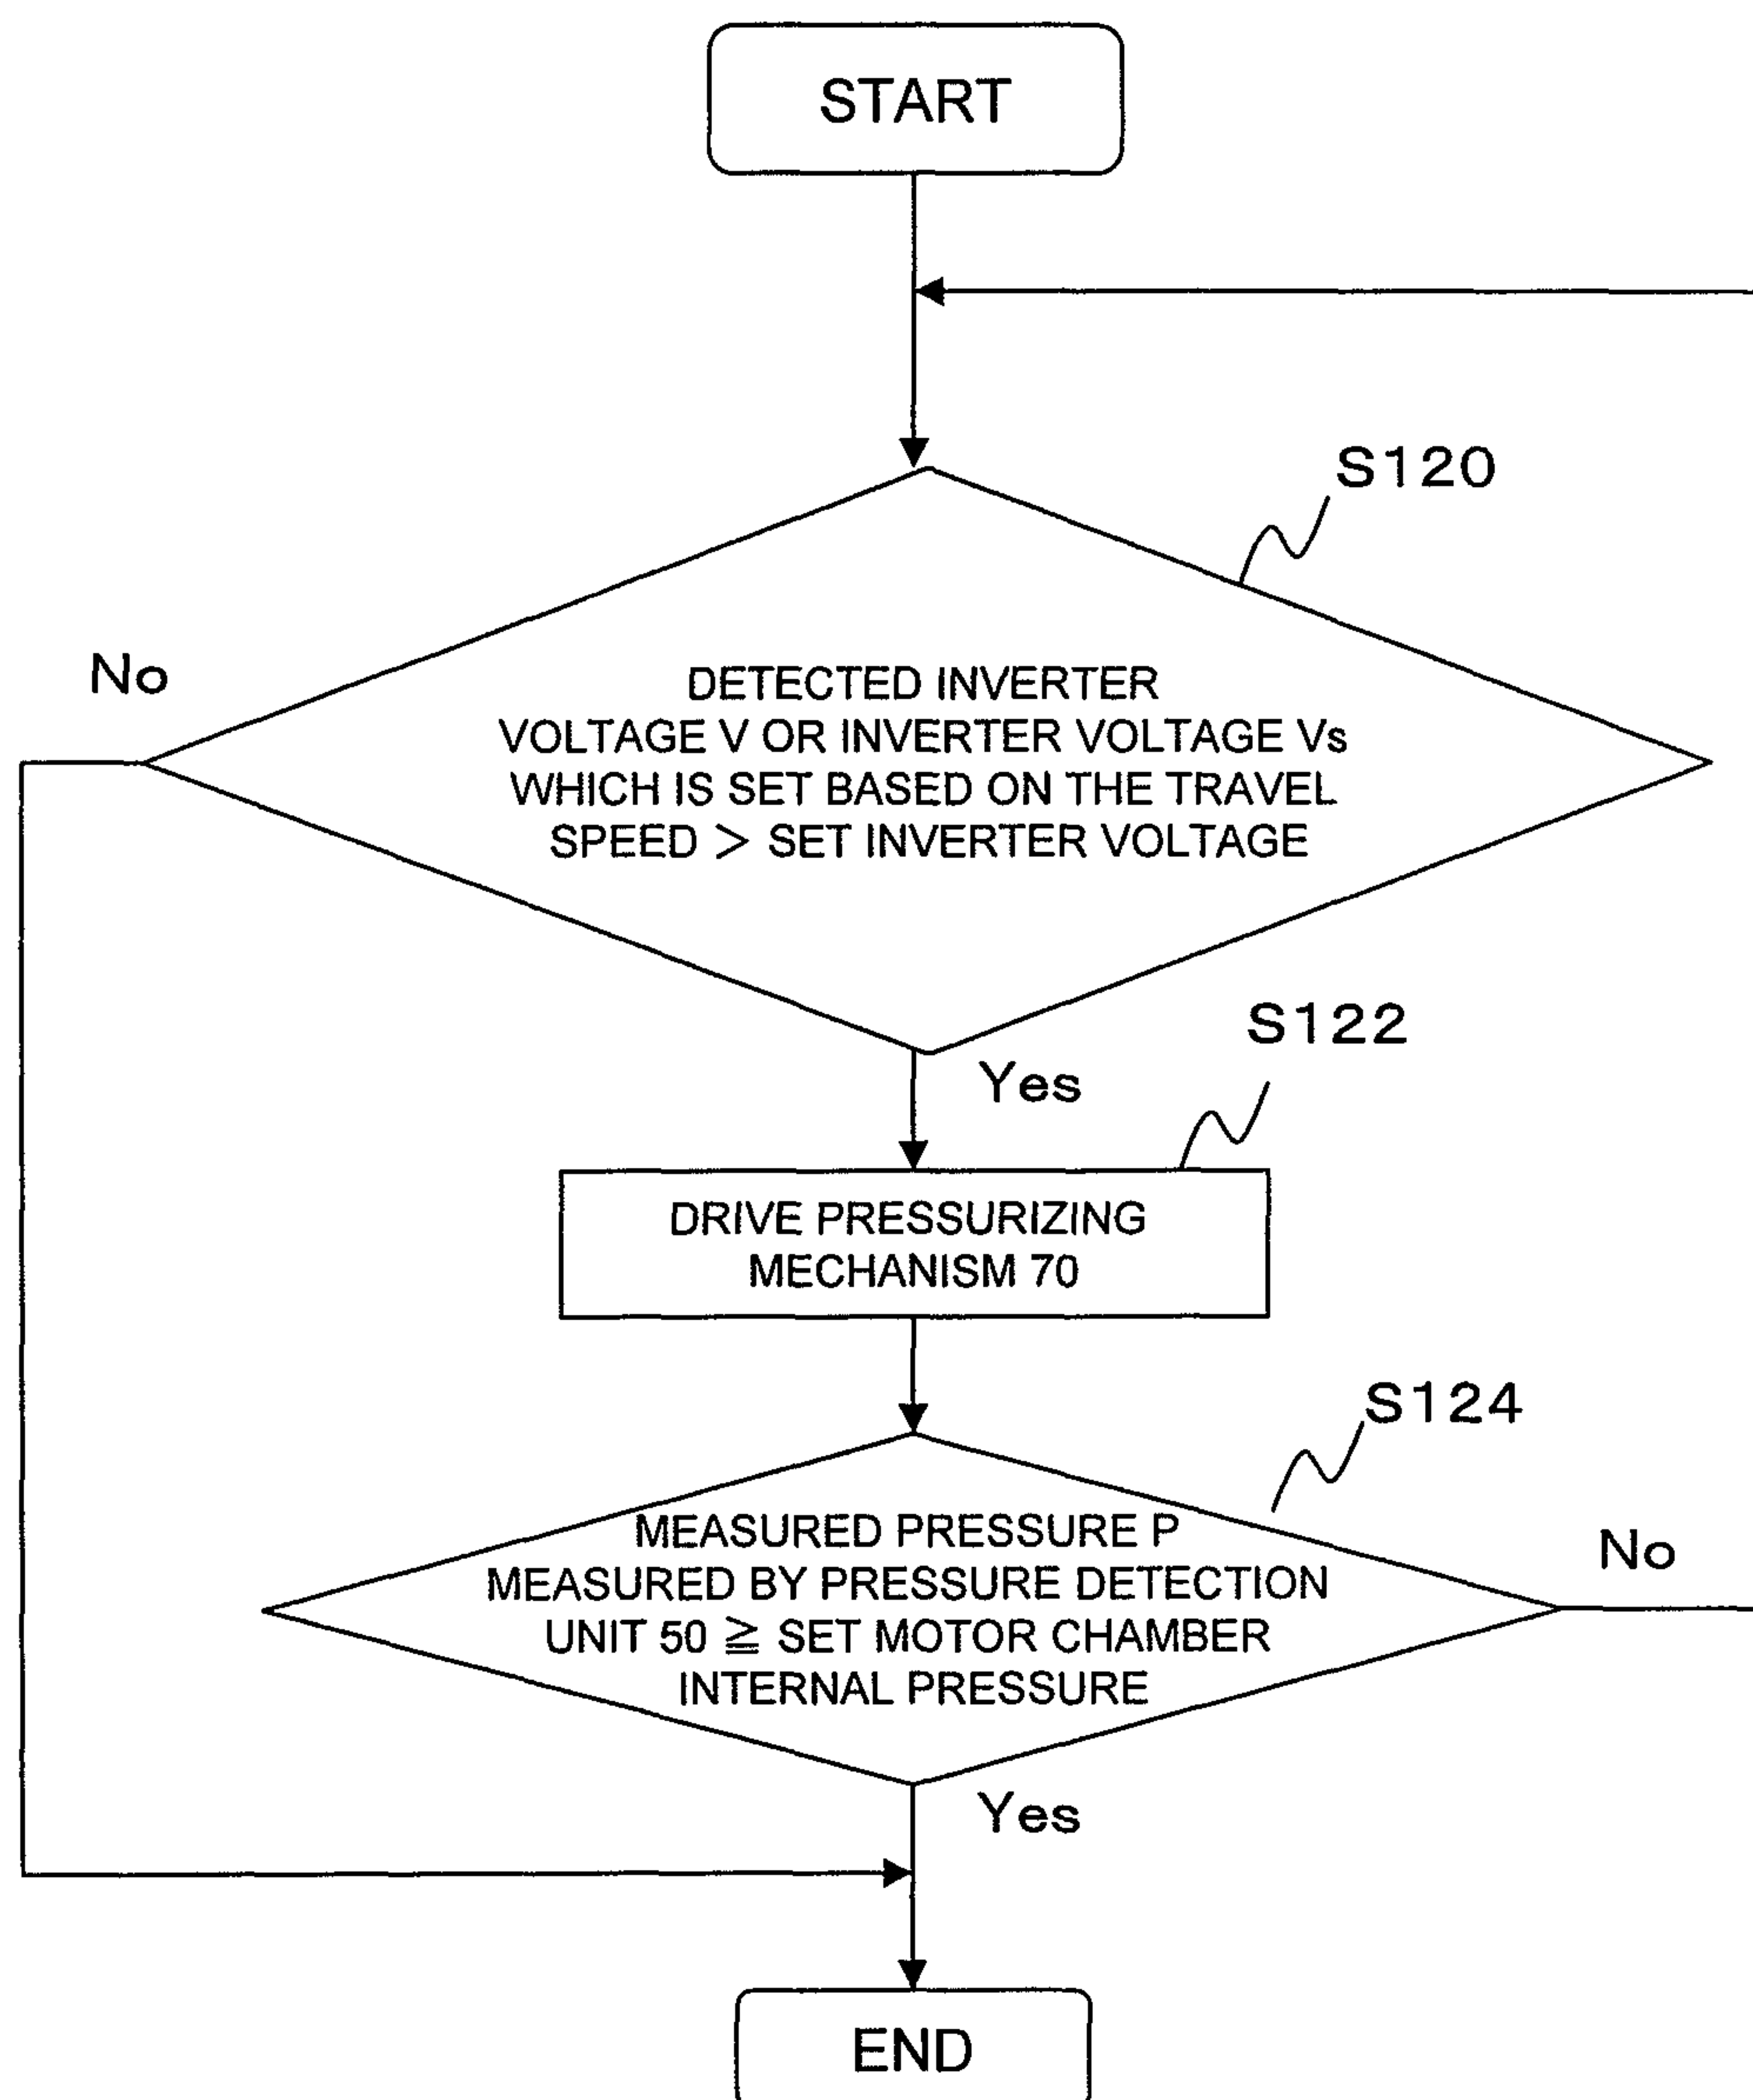 START
S120
No
DETECTED INVERTER
VOLTAGE V OR INVERTER VOLTAGE Vs
WHICH IS SET BASED ON THE TRAVEL
SPEED > SET INVERTER VOLTAGE
S122
Yes
DRIVE PRESSURIZING
MECHANISM 70
S124
MEASURED PRESSURE P
MEASURED BY PRESSURE DETECTION
UNIT 50 ≧ SET MOTOR CHAMBER
INTERNAL PRESSURE
No
Yes
END